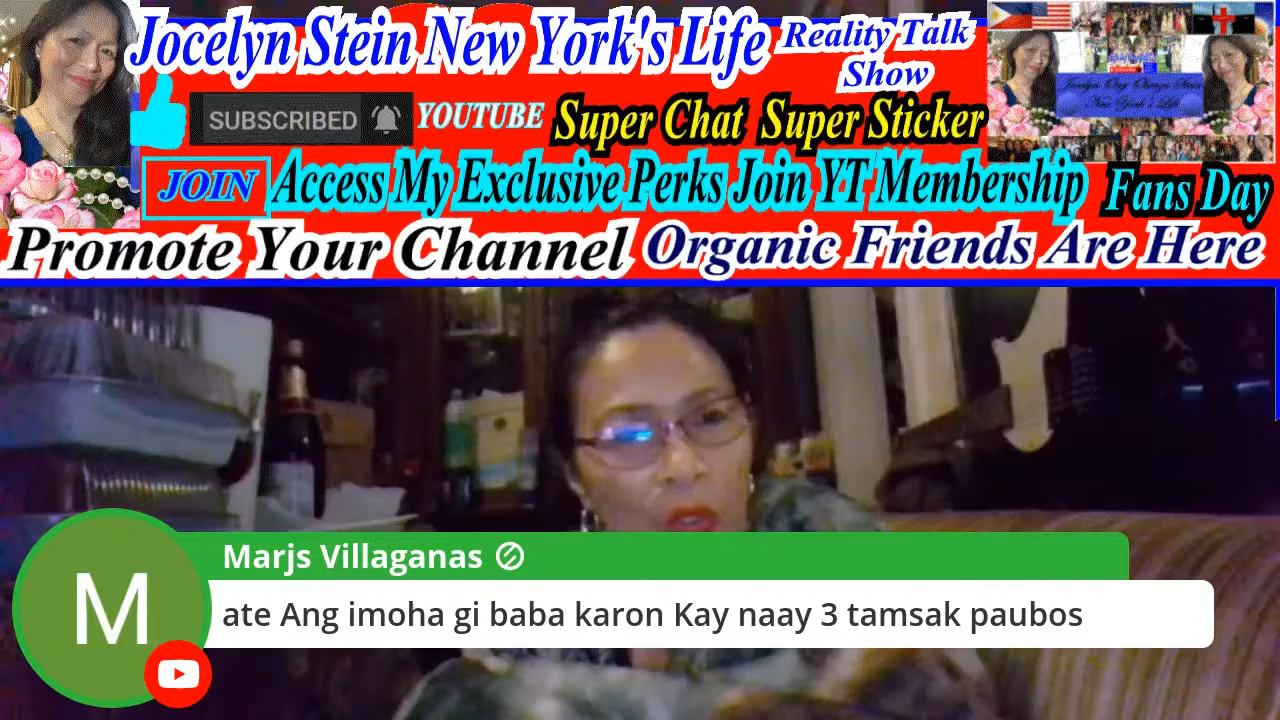 Jocelyn Stein New York's Life Reality Talk Show
SUBSCRIBED YOUTUBE Super Chat Super Sticker
JOIN Access My Exclusive Perks Join YT Membership Fans Day
Promote Your Channel Organic Friends Are Here
M
Marjs Villaganas
ate Ang imoha gi baba karon Kay naay 3 tamsak paubos